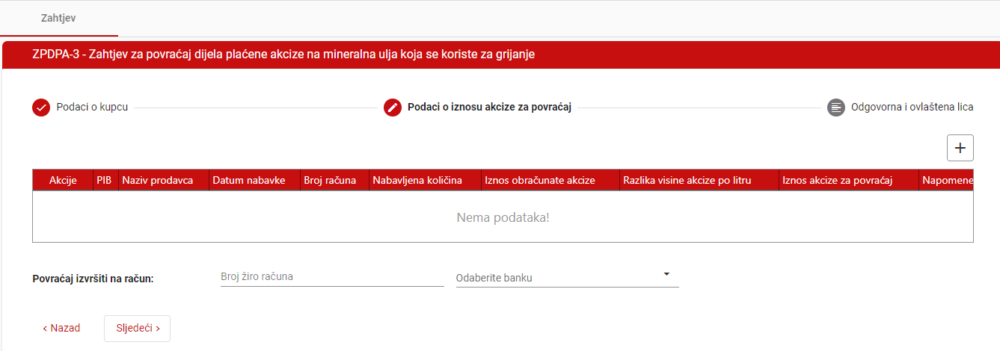 Zahtjev
ZPDPA-3 - Zahtjev za povraćaj dijela plaćene akcize na mineralna ulja koja se koriste za grijanje
Podaci o kupcu Podaci o iznosu akcize za povraćaj Odgovorna i ovlaštena lica
+
Akcije PIB Naziv prodavca Datum nabavke Broj računa Nabavljena količina Iznos obračunate akcize Razlika visine akcize po litru Iznos akcize za povraćaj Napomene
Nema podataka!
Povraćaj izvršiti na račun: Broj žiro računa Odaberite banku
‹ Nazad Sljedeći ›